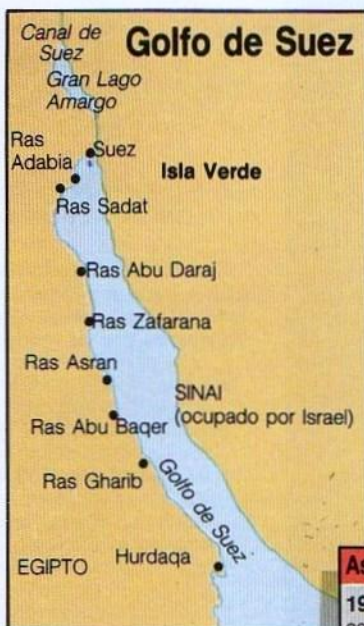 Golfo de Suez
Canal de
Suez
Gran Lago
Amargo
Ras
Adabia
Suez
Isla Verde
Ras Sadat
Ras Abu Daraj
Ras Zafarana
Ras Asran
SINAI
(ocupado por Israel)
Ras Abu Baqer
Ras Gharib
Golfo de Suez
EGIPTO
Hurdaqa
As
19